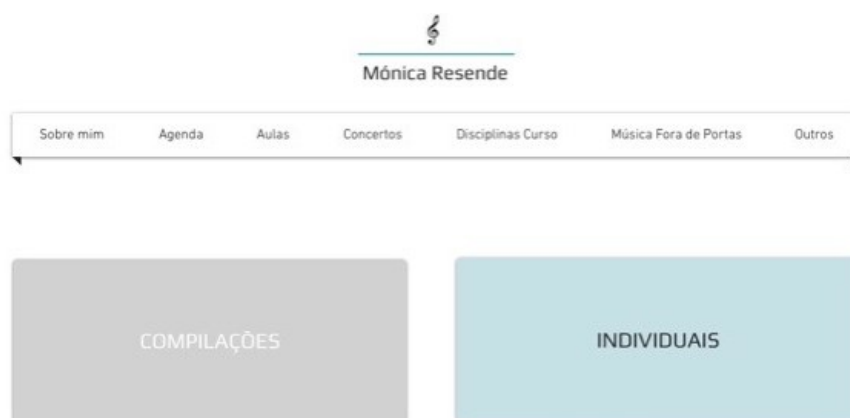 Mónica Resende
Sobre mim Agenda Aulas Concertos Disciplinas Curso Música Fora de Portas Outros
COMPILAÇÕES INDIVIDUAIS